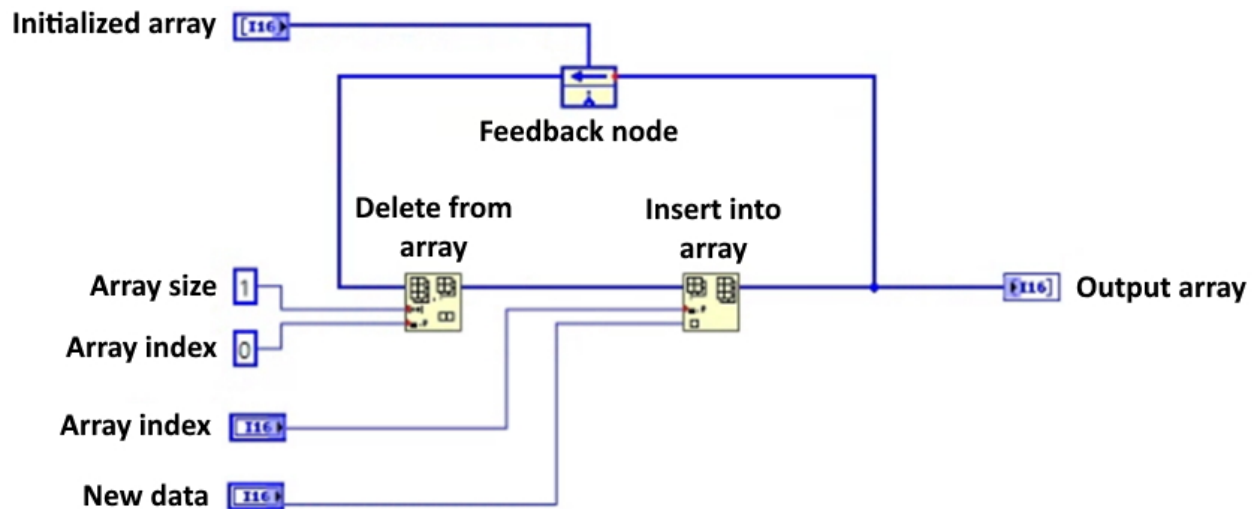 Initialized array
[I16]
Feedback node
Delete from
array
Insert into
array
Array size
1
[I16]
Output array
Array index
0
Array index
I16
New data
I16